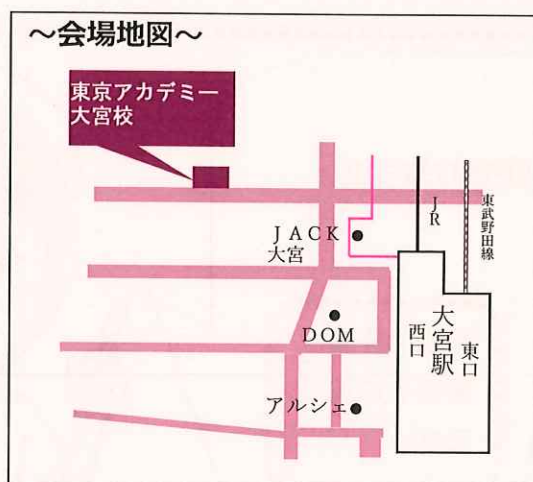 ～会場地図～
東京アカデミー
大宮校
JACK
大宮
JR
東武野田線
DOM
大宮駅
西口
東口
アルシェ